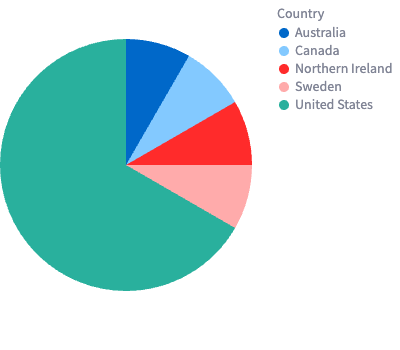 Country
Australia
Canada
Northern Ireland
Sweden
United States